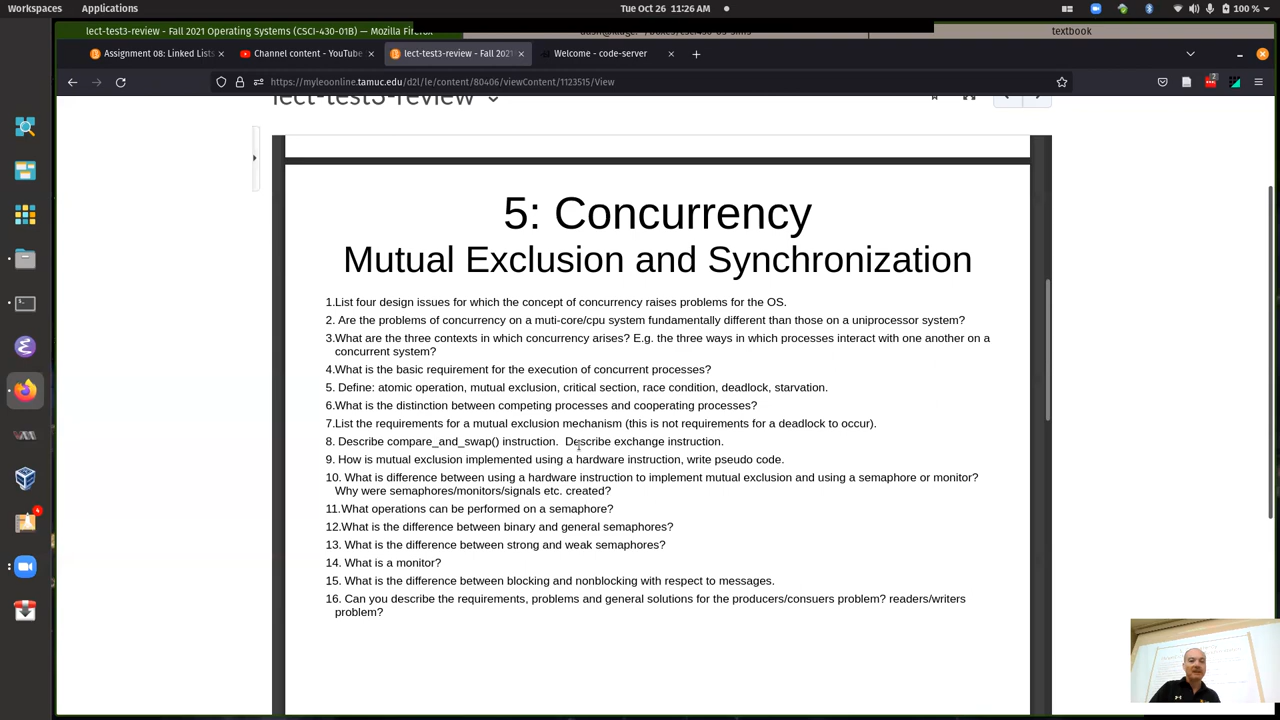 Workspaces Applications Tue Oct 26 11:26 AM 100 %
lect-test3-review - Fall 2021 Operating Systems (CSCI-430-01B) — Mozilla Firefox textbook
Assignment 08: Linked Lists Channel content - YouTube lect-test3-review - Fall 2021 Welcome - code-server
https://myleoonline.tamuc.edu/d2l/le/content/80406/viewContent/1123515/View
lect-test3-review
5: Concurrency
Mutual Exclusion and Synchronization
1.List four design issues for which the concept of concurrency raises problems for the OS.
2. Are the problems of concurrency on a muti-core/cpu system fundamentally different than those on a uniprocessor system?
3.What are the three contexts in which concurrency arises? E.g. the three ways in which processes interact with one another on a
concurrent system?
4.What is the basic requirement for the execution of concurrent processes?
5. Define: atomic operation, mutual exclusion, critical section, race condition, deadlock, starvation.
6.What is the distinction between competing processes and cooperating processes?
7.List the requirements for a mutual exclusion mechanism (this is not requirements for a deadlock to occur).
8. Describe compare_and_swap() instruction. Describe exchange instruction.
9. How is mutual exclusion implemented using a hardware instruction, write pseudo code.
10. What is difference between using a hardware instruction to implement mutual exclusion and using a semaphore or monitor?
Why were semaphores/monitors/signals etc. created?
11.What operations can be performed on a semaphore?
12.What is the difference between binary and general semaphores?
13. What is the difference between strong and weak semaphores?
14. What is a monitor?
15. What is the difference between blocking and nonblocking with respect to messages.
16. Can you describe the requirements, problems and general solutions for the producers/consuers problem? readers/writers
problem?